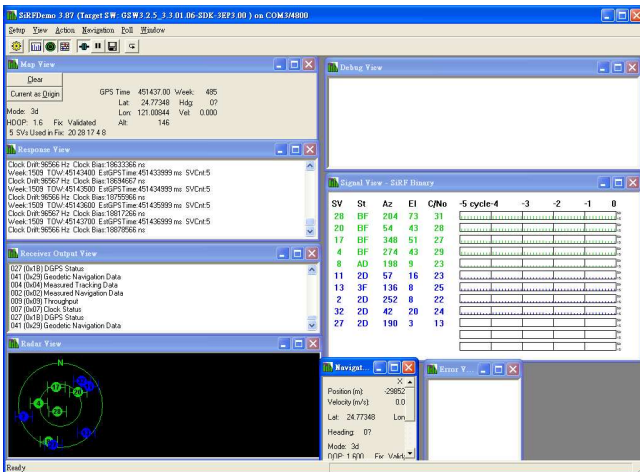 SiRFDemo 3.87 (Target SW: GSW3.2.5_3.3.01.06-SDK-3EP3.00 ) on COM3/4800
Setup View Action Navigation Poll Window
Map View
Clear
Current as Origin
GPS Time 451437.00 Week: 485
Lat: 24.77348 Hdg: 0?
Mode: 3d Lon: 121.00844 Vel: 0.000
HDOP: 1.6 Fix: Validated Alt: 146
5 SVs Used in Fix: 20 28 17 4 8
Response View
Clock Drift:96566 Hz Clock Bias:18633366 ns
Week:1509 TOW:45143400 EstGPSTime:451433999 ms SVCnt:5
Clock Drift:96567 Hz Clock Bias:18694667 ns
Week:1509 TOW:45143500 EstGPSTime:451434999 ms SVCnt:5
Clock Drift:96566 Hz Clock Bias:18755966 ns
Week:1509 TOW:45143600 EstGPSTime:451435999 ms SVCnt:5
Clock Drift:96567 Hz Clock Bias:18817266 ns
Week:1509 TOW:45143700 EstGPSTime:451436999 ms SVCnt:5
Clock Drift:96566 Hz Clock Bias:18878566 ns
Receiver Output View
027 (0x1B) DGPS Status
041 (0x29) Geodetic Navigation Data
004 (0x04) Measured Tracking Data
002 (0x02) Measured Navigation Data
009 (0x09) Throughput
007 (0x07) Clock Status
027 (0x1B) DGPS Status
041 (0x29) Geodetic Navigation Data
Radar View
N
17
4
28
Debug View
Signal View - SiRF Binary
SV St Az El C/No -5 cycle-4 -3 -2 -1 0
28 BF 204 73 31
20 BF 54 43 28
17 BF 348 51 27
4 BF 274 43 29
8 AD 198 9 23
11 2D 57 16 23
13 3F 136 8 25
2 2D 252 8 22
32 2D 42 20 24
27 2D 190 3 13
Navigat...
X
Position (m): -29852
Velocity (m/s): 0.0
Lat: 24.77348 Lon
Heading: 0?
Mode: 3d
DOP: 1.600 Fix: Valid
Error V...
Ready